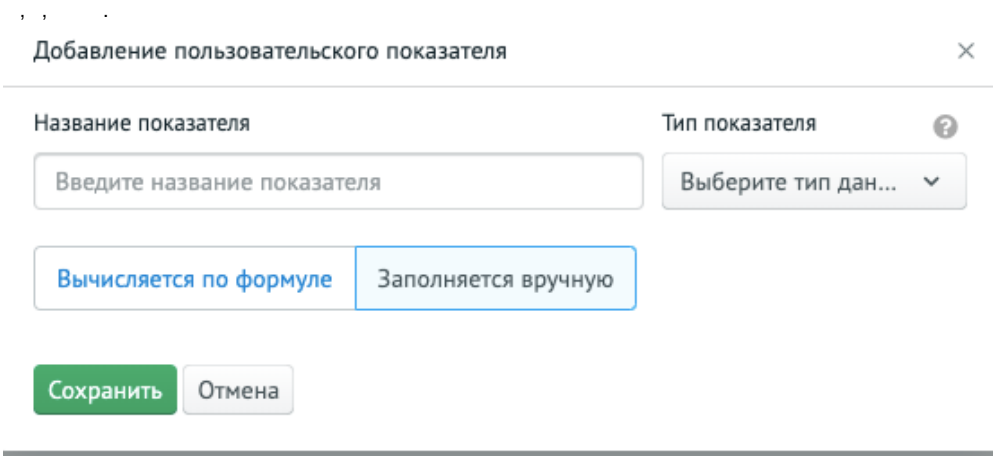 , , .
Добавление пользовательского показателя ×
Название показателя Тип показателя ?
Введите название показателя Выберите тип дан...
Вычисляется по формуле Заполняется вручную
Сохранить Отмена